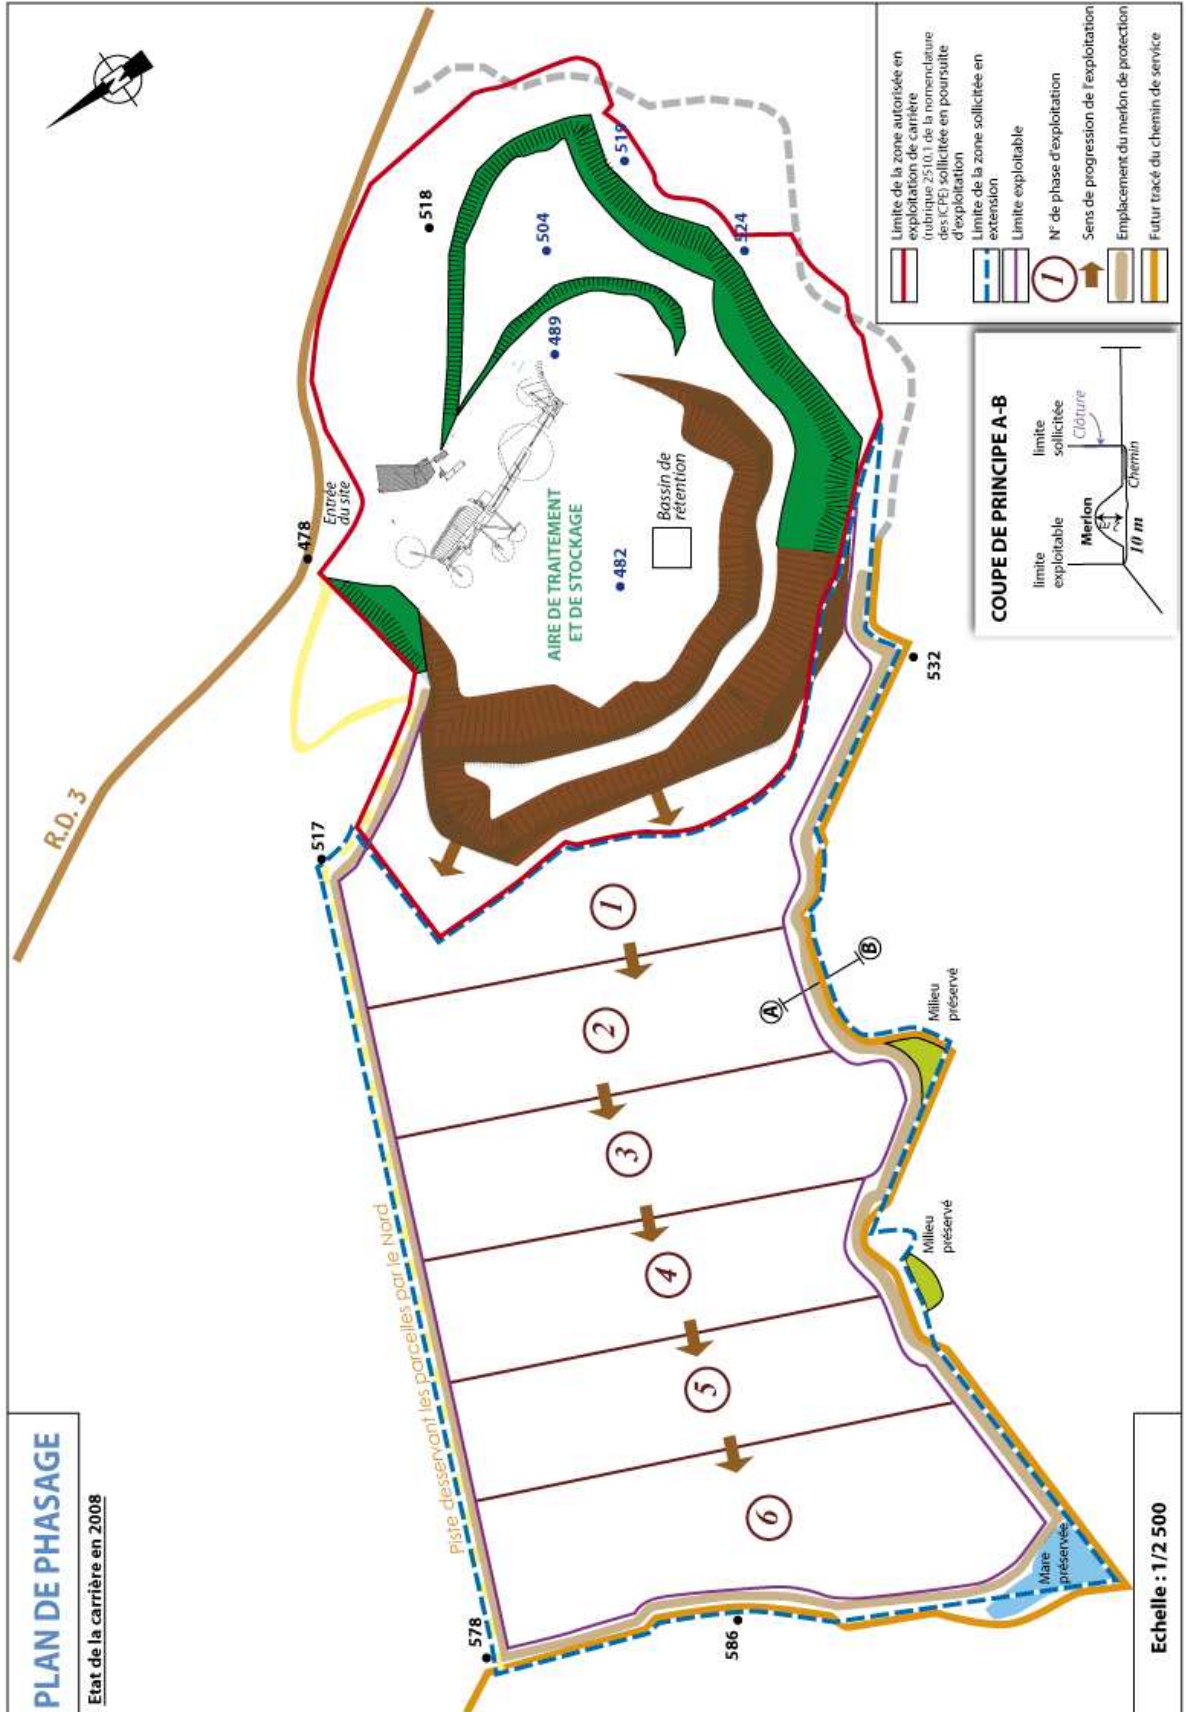 PLAN DE PHASAGE
Etat de la carrière en 2008
R.D. 3
478
Entrée
du site
517
518
519
504
489
524
482
AIRE DE TRAITEMENT
ET DE STOCKAGE
Bassin de
rétention
532
Piste desservant les parcelles par le Nord
1
2
3
4
5
6
A
B
Milieu
préservé
Milieu
préservé
Mare
préservée
578
586
N
Limite de la zone autorisée en
exploitation de carrière
(rubrique 2510.1 de la nomenclature
des ICPE) sollicitée en poursuite
d'exploitation
Limite de la zone sollicitée en
extension
Limite exploitable
1
N° de phase d'exploitation
Sens de progression de l'exploitation
Emplacement du merlon de protection
Futur tracé du chemin de service
COUPE DE PRINCIPE A-B
limite
exploitable
limite
sollicitée
Merlon
Clôture
Chemin
10 m
Echelle : 1/2 500